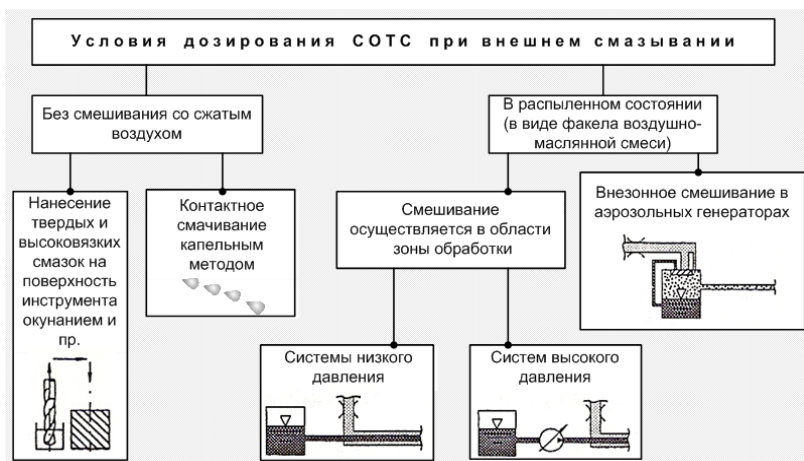 Условия дозирования СОТС при внешнем смазывании
Без смешивания со сжатым
воздухом
В распыленном состоянии
(в виде факела воздушно-
маслянной смеси)
Нанесение
твердых и
высоковязких
смазок на
поверхность
инструмента
окунанием и
пр.
Контактное
смачивание
капельным
методом
Смешивание
осуществляется в области
зоны обработки
Внезонное смешивание в
аэрозольных генераторах
Системы низкого
давления
Систем высокого
давления